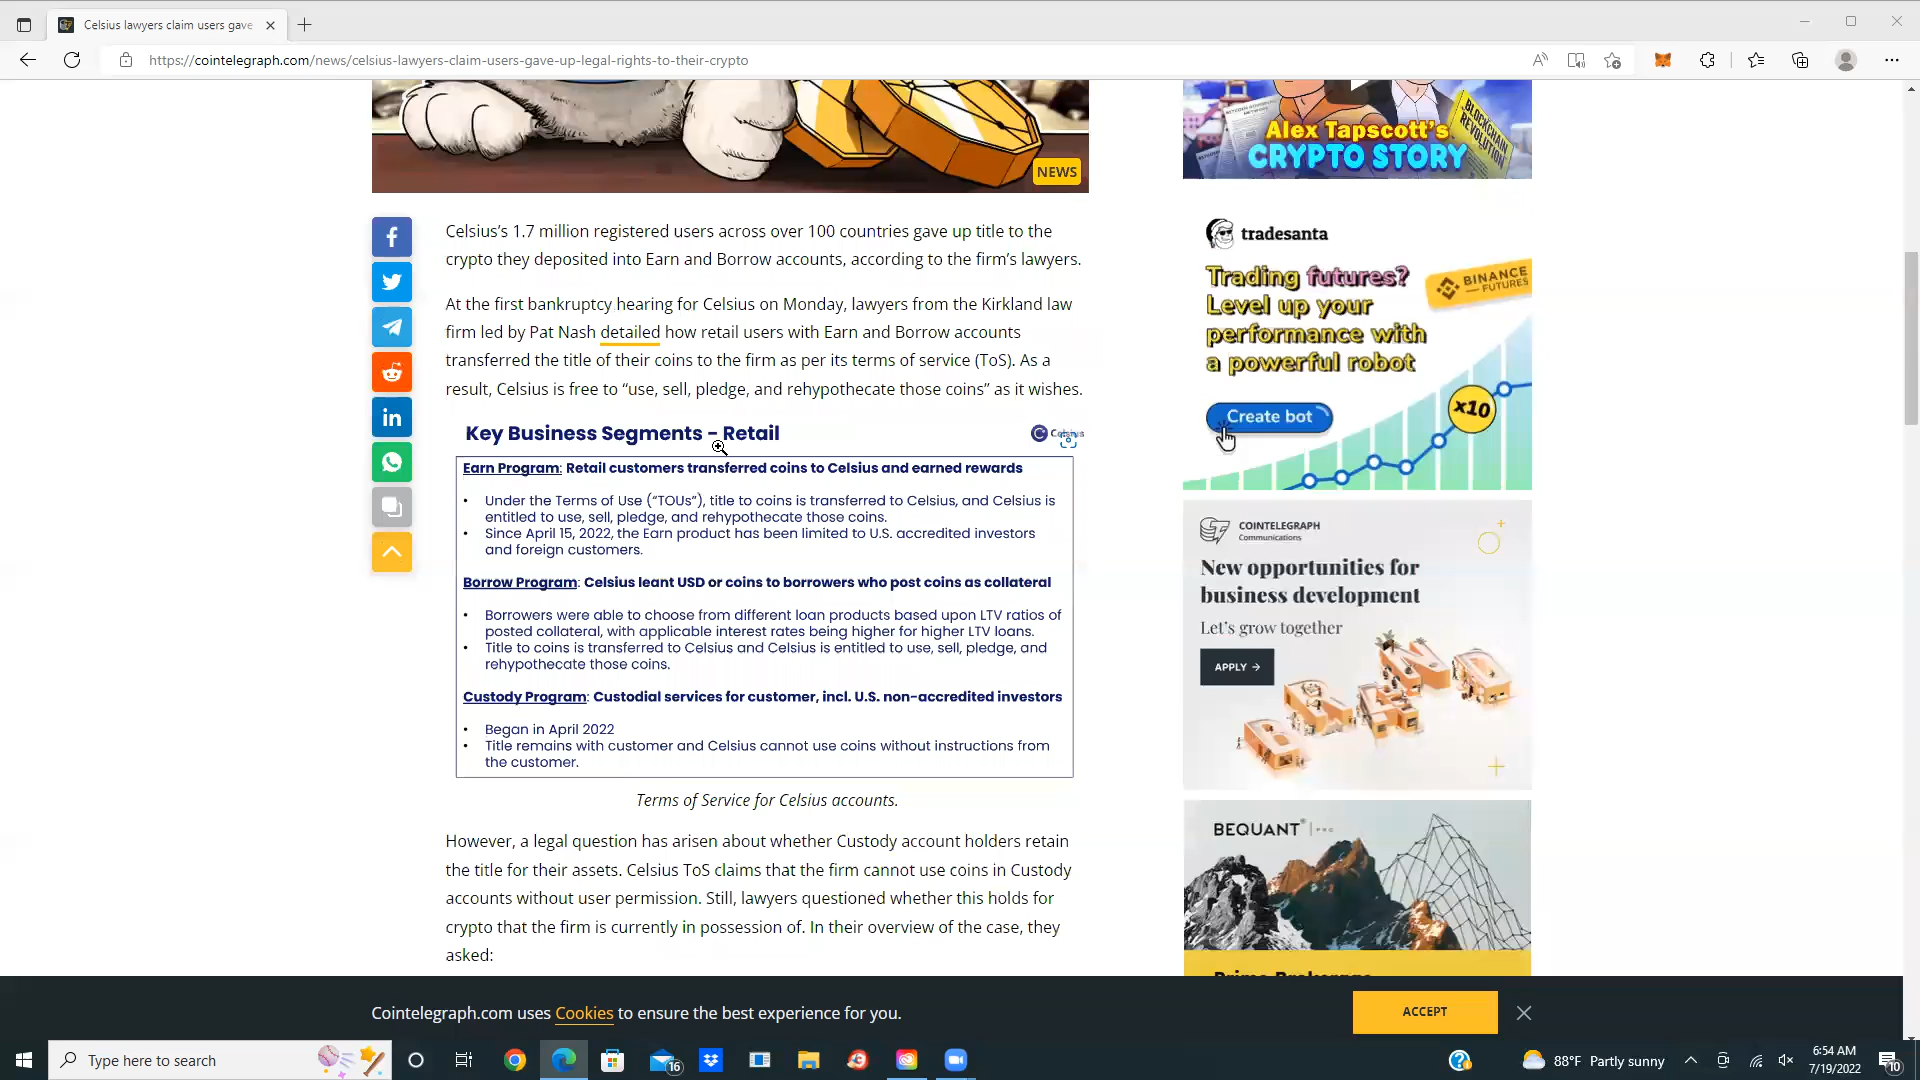 Celsius lawyers claim users gave
https://cointelegraph.com/news/celsius-lawyers-claim-users-gave-up-legal-rights-to-their-crypto
NEWS
Alex Tapscott's
CRYPTO STORY
BLOCKCHAIN
REVOLUTION
Celsius's 1.7 million registered users across over 100 countries gave up title to the
crypto they deposited into Earn and Borrow accounts, according to the firm's lawyers.
At the first bankruptcy hearing for Celsius on Monday, lawyers from the Kirkland law
firm led by Pat Nash detailed how retail users with Earn and Borrow accounts
transferred the title of their coins to the firm as per its terms of service (ToS). As a
result, Celsius is free to “use, sell, pledge, and rehypothecate those coins” as it wishes.
Key Business Segments - Retail
Celsius
Earn Program: Retail customers transferred coins to Celsius and earned rewards
• Under the Terms of Use (“TOUs”), title to coins is transferred to Celsius, and Celsius is
entitled to use, sell, pledge, and rehypothecate those coins.
• Since April 15, 2022, the Earn product has been limited to U.S. accredited investors
and foreign customers.
Borrow Program: Celsius leant USD or coins to borrowers who post coins as collateral
• Borrowers were able to choose from different loan products based upon LTV ratios of
posted collateral, with applicable interest rates being higher for higher LTV loans.
• Title to coins is transferred to Celsius and Celsius is entitled to use, sell, pledge, and
rehypothecate those coins.
Custody Program: Custodial services for customer, incl. U.S. non-accredited investors
• Began in April 2022
• Title remains with customer and Celsius cannot use coins without instructions from
the customer.
Terms of Service for Celsius accounts.
However, a legal question has arisen about whether Custody account holders retain
the title for their assets. Celsius ToS claims that the firm cannot use coins in Custody
accounts without user permission. Still, lawyers questioned whether this holds for
crypto that the firm is currently in possession of. In their overview of the case, they
asked:
tradesanta
Trading futures?
Level up your
performance with
a powerful robot
BINANCE
FUTURES
Create bot
x10
COINTELEGRAPH
Communications
New opportunities for
business development
Let's grow together
APPLY →
BEQUANT PRO
Prime Brokerage
Cointelegraph.com uses Cookies to ensure the best experience for you.
ACCEPT
Type here to search
16
88°F Partly sunny
6:54 AM
7/19/2022
10